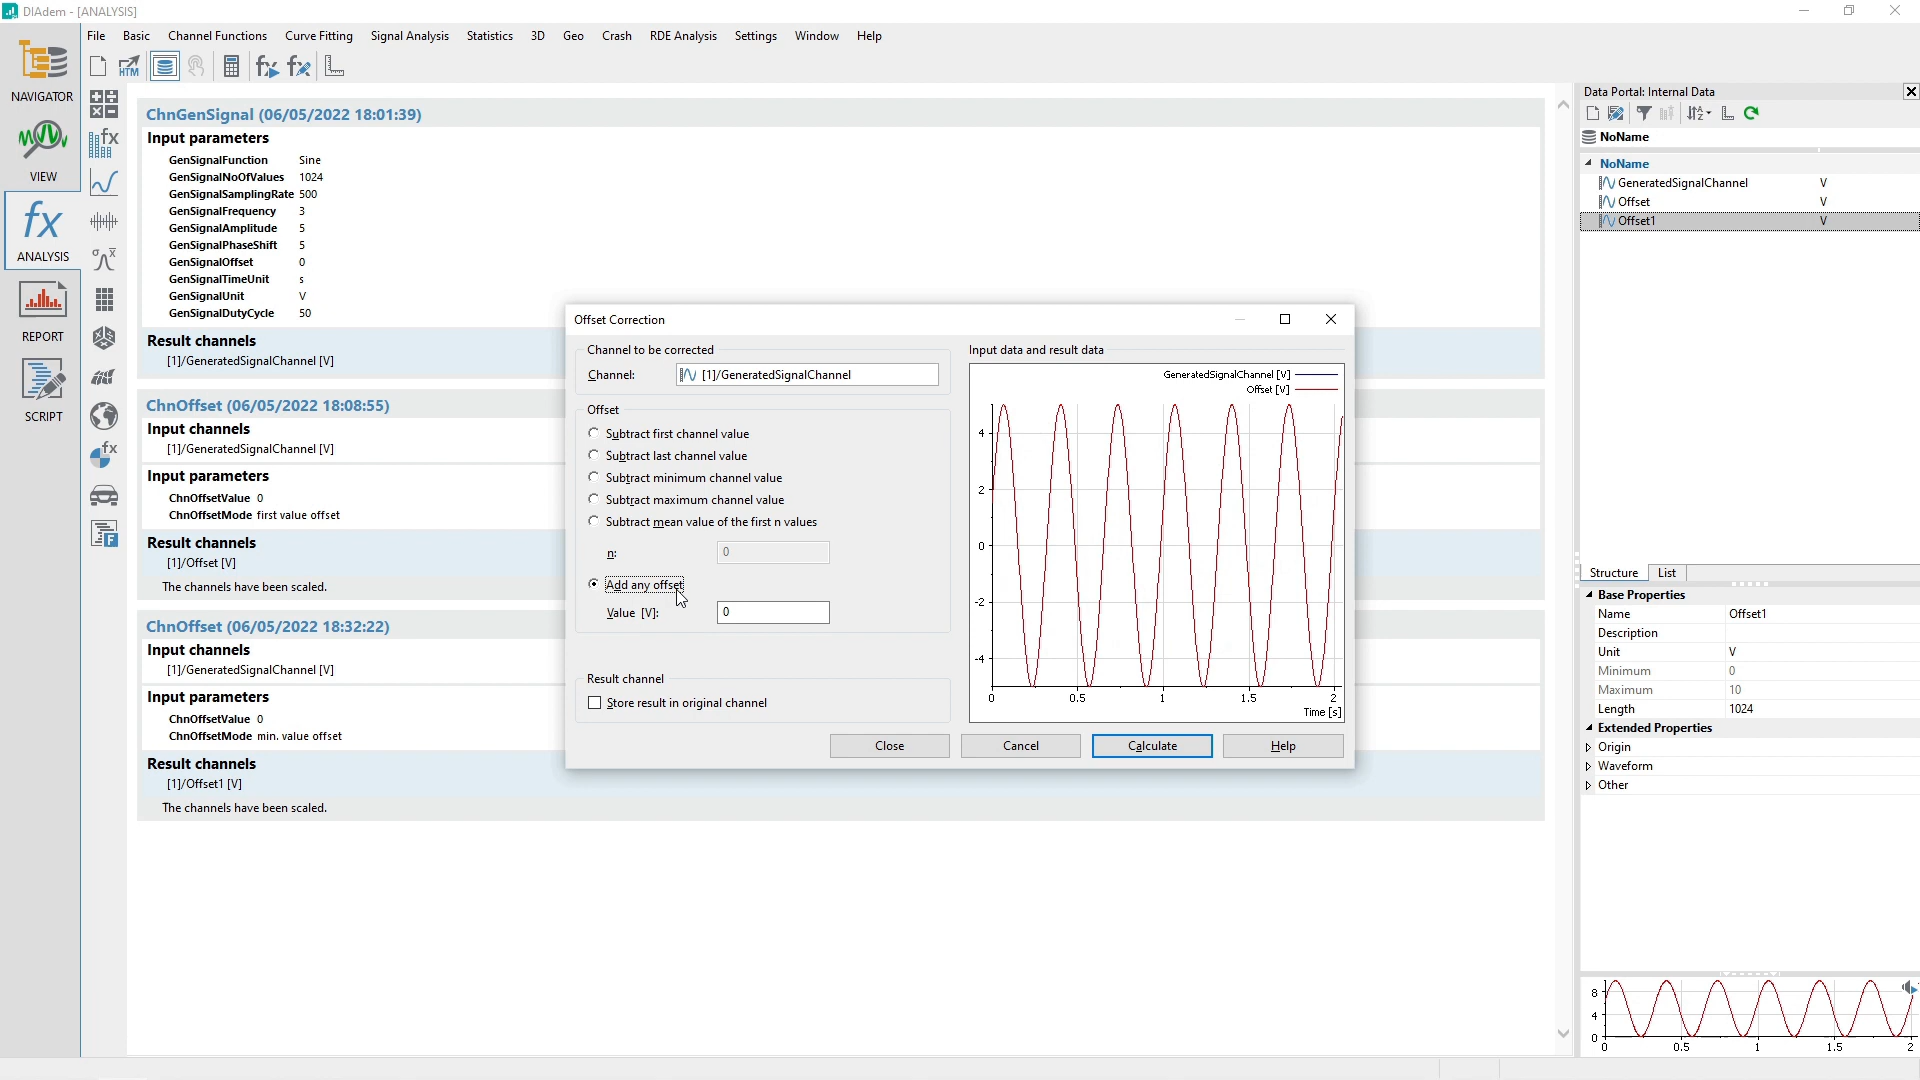 DIAdem - [ANALYSIS]
File Basic Channel Functions Curve Fitting Signal Analysis Statistics 3D Geo Crash RDE Analysis Settings Window Help
HTM
NAVIGATOR
VIEW
ANALYSIS
REPORT
SCRIPT
ChnGenSignal (06/05/2022 18:01:39)
Input parameters
GenSignalFunction Sine
GenSignalNoOfValues 1024
GenSignalSamplingRate 500
GenSignalFrequency 3
GenSignalAmplitude 5
GenSignalPhaseShift 5
GenSignalOffset 0
GenSignalTimeUnit s
GenSignalUnit V
GenSignalDutyCycle 50
Result channels
[1]/GeneratedSignalChannel [V]
ChnOffset (06/05/2022 18:08:55)
Input channels
[1]/GeneratedSignalChannel [V]
Input parameters
ChnOffsetValue 0
ChnOffsetMode first value offset
Result channels
[1]/Offset [V]
The channels have been scaled.
ChnOffset (06/05/2022 18:32:22)
Input channels
[1]/GeneratedSignalChannel [V]
Input parameters
ChnOffsetValue 0
ChnOffsetMode min. value offset
Result channels
[1]/Offset1 [V]
The channels have been scaled.
Offset Correction
Channel to be corrected
Channel: [1]/GeneratedSignalChannel
Offset
Subtract first channel value
Subtract last channel value
Subtract minimum channel value
Subtract maximum channel value
Subtract mean value of the first n values
n: 0
Add any offset
Value [V]: 0
Result channel
Store result in original channel
Input data and result data
GeneratedSignalChannel [V]
Offset [V]
4
2
0
-2
-4
0 0.5 1 1.5 2
Time [s]
Close Cancel Calculate Help
Data Portal: Internal Data
NoName
NoName
GeneratedSignalChannel V
Offset V
Offset1 V
Structure List
Base Properties
Name Offset1
Description
Unit V
Minimum 0
Maximum 10
Length 1024
Extended Properties
Origin
Waveform
Other
8
4
0
0 0.5 1 1.5 2